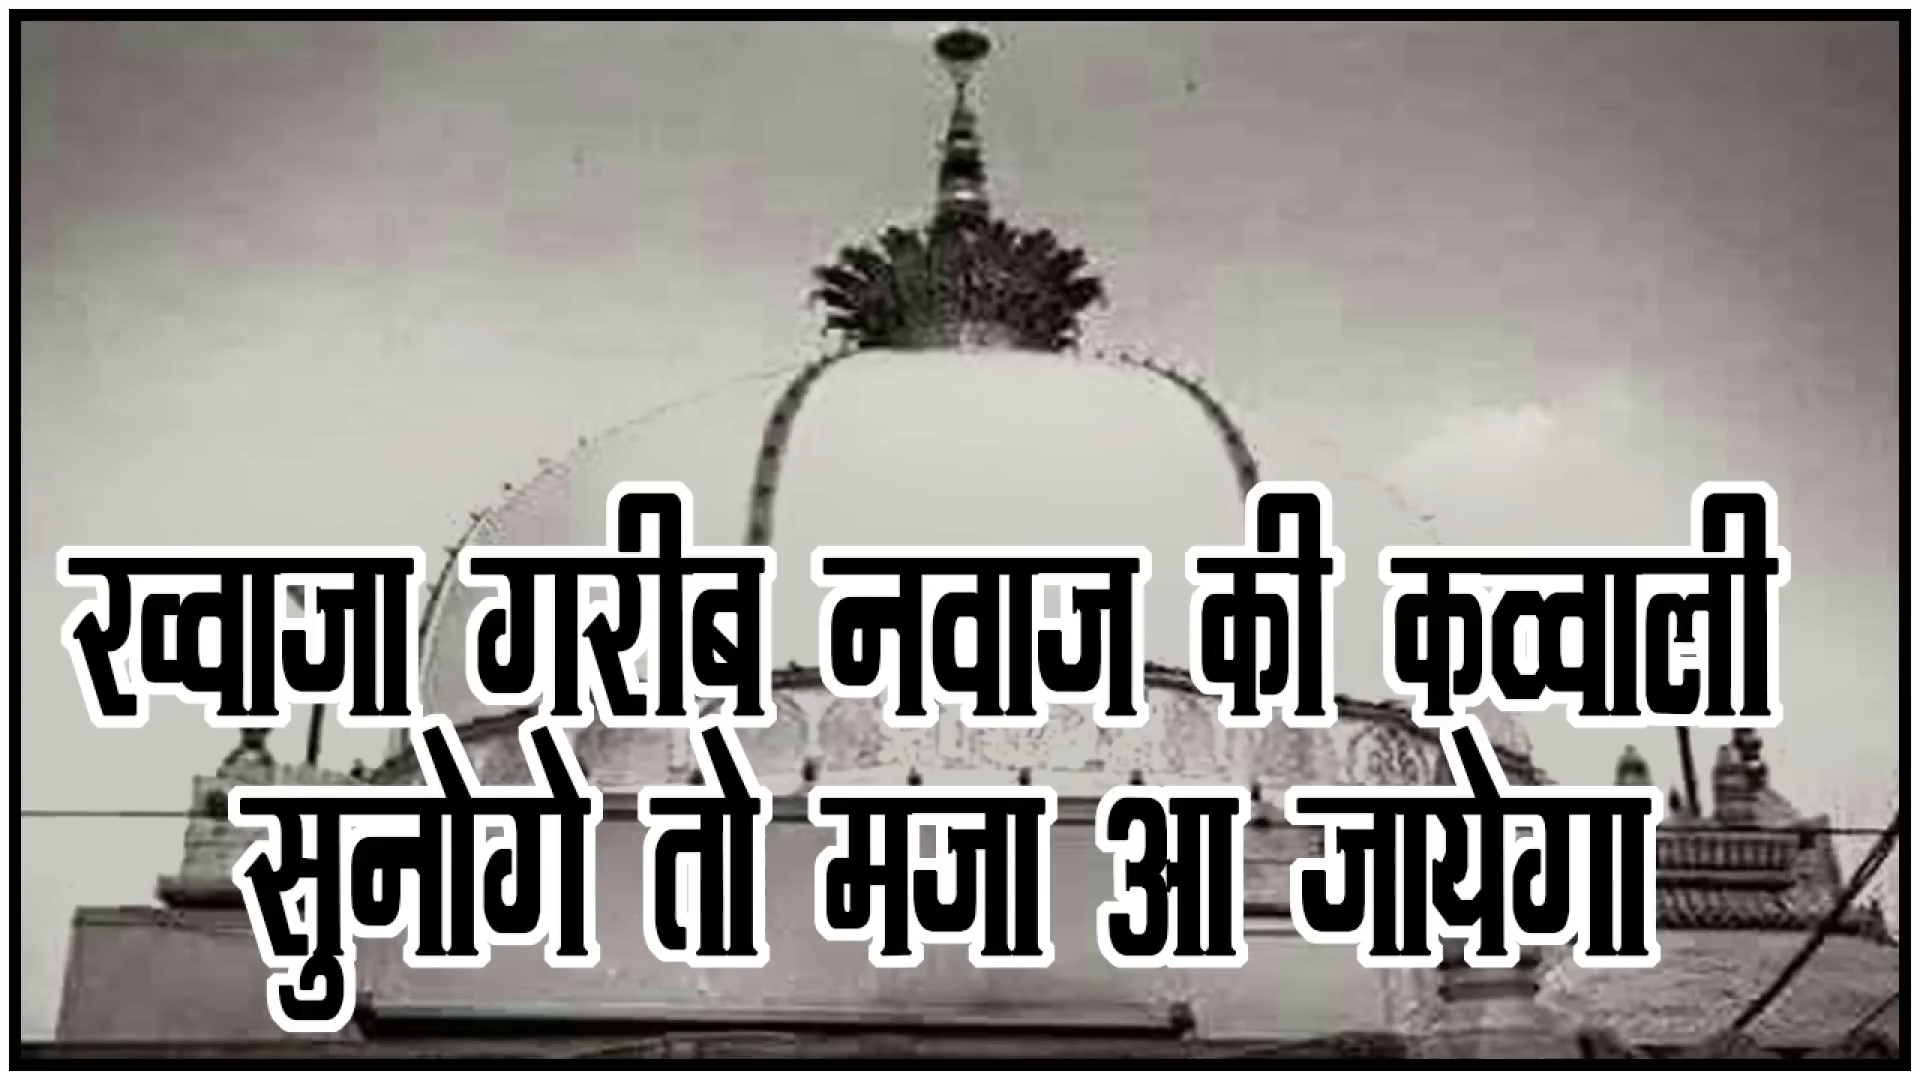 ख्वाजा गरीब नवाज की कव्वाली
सुनोगे तो मजा आ जायेगा